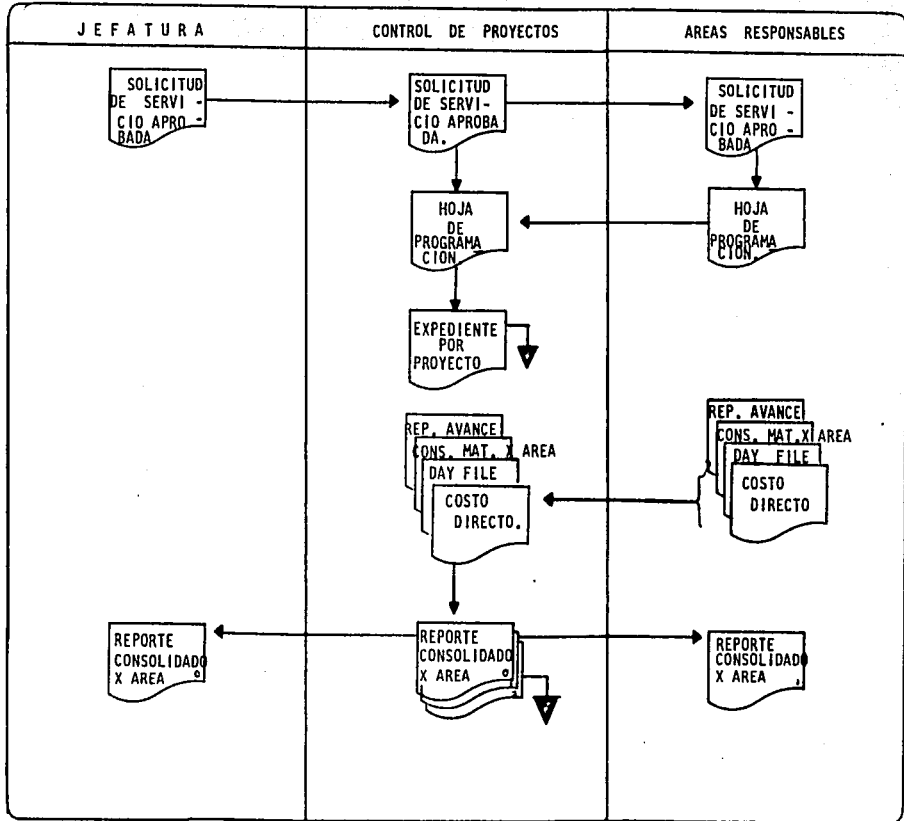 JEFATURA
CONTROL DE PROYECTOS
AREAS RESPONSABLES
SOLICITUD
DE SERVI -
CIO APRO -
BADA
SOLICITUD
DE SERVI-
CIO APROBA
DA.
SOLICITUD
DE SERVI -
CIO APRO -
BADA
HOJA
DE
PROGRAMA
CION.
HOJA
DE
PROGRAMA
CION.
EXPEDIENTE
POR
PROYECTO
REP. AVANCE
CONS. MAT. X AREA
DAY FILE
COSTO
DIRECTO.
REP. AVANCE
CONS. MAT.X AREA
DAY FILE
COSTO
DIRECTO
REPORTE
CONSOLIDADO
X AREA 0
REPORTE
CONSOLIDADO
X AREA 0
REPORTE
CONSOLIDADO
X AREA